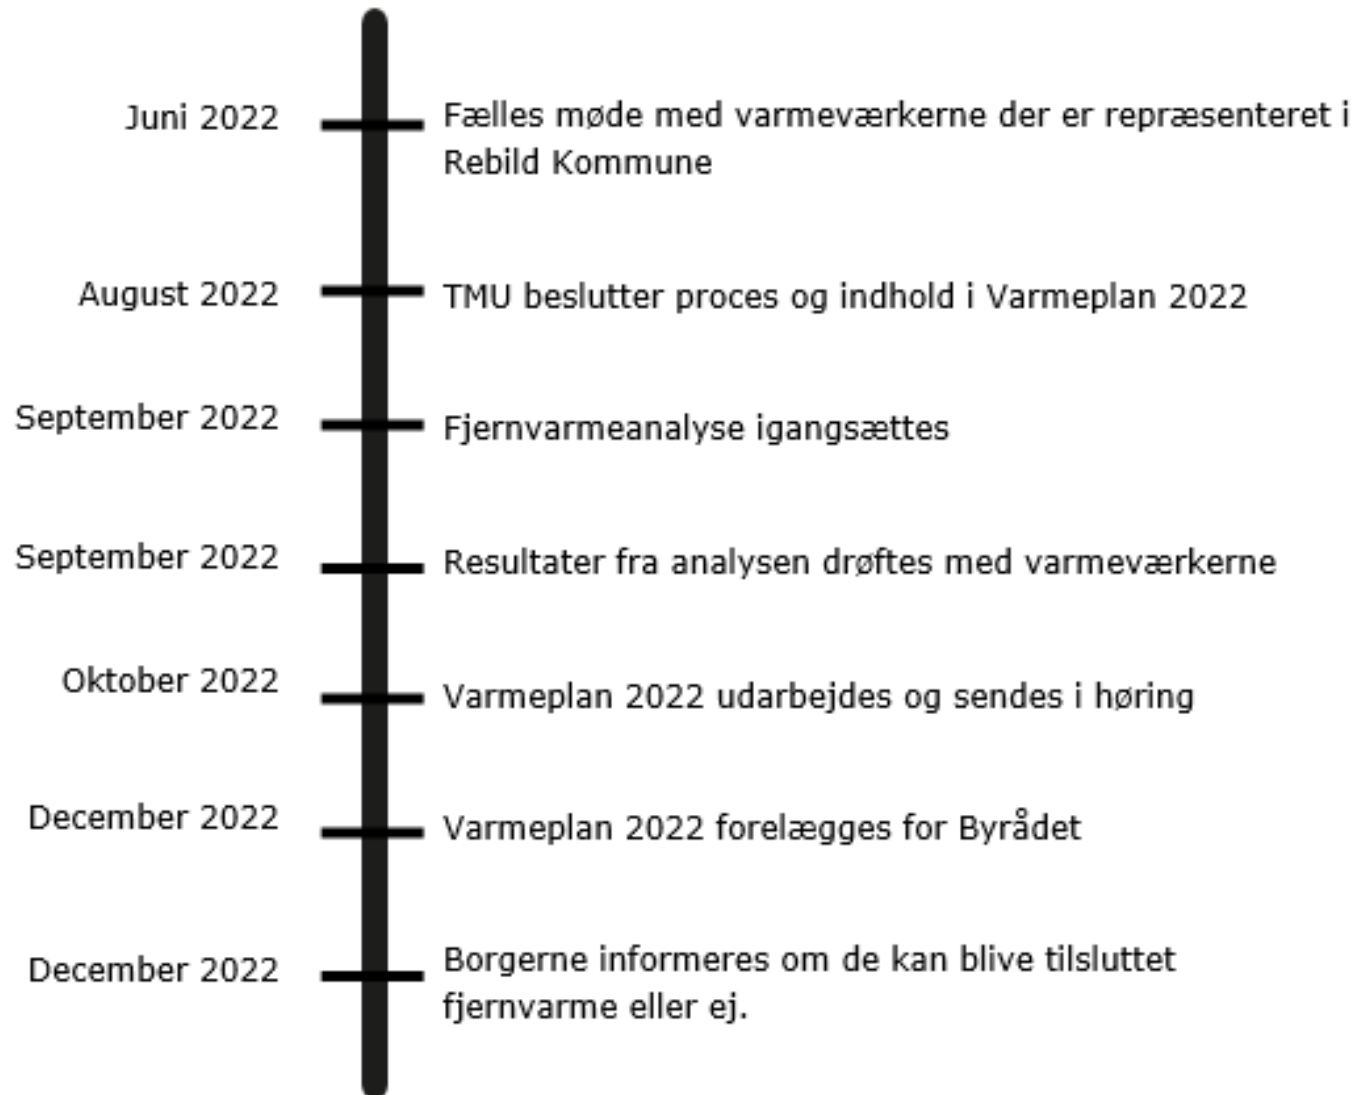 Juni 2022
Fælles møde med varmeværkerne der er repræsenteret i
Rebild Kommune
August 2022
TMU beslutter proces og indhold i Varmeplan 2022
September 2022
Fjernvarmeanalyse igangsættes
September 2022
Resultater fra analysen drøftes med varmeværkerne
Oktober 2022
Varmeplan 2022 udarbejdes og sendes i høring
December 2022
Varmeplan 2022 forelægges for Byrådet
December 2022
Borgerne informeres om de kan blive tilsluttet
fjernvarme eller ej.